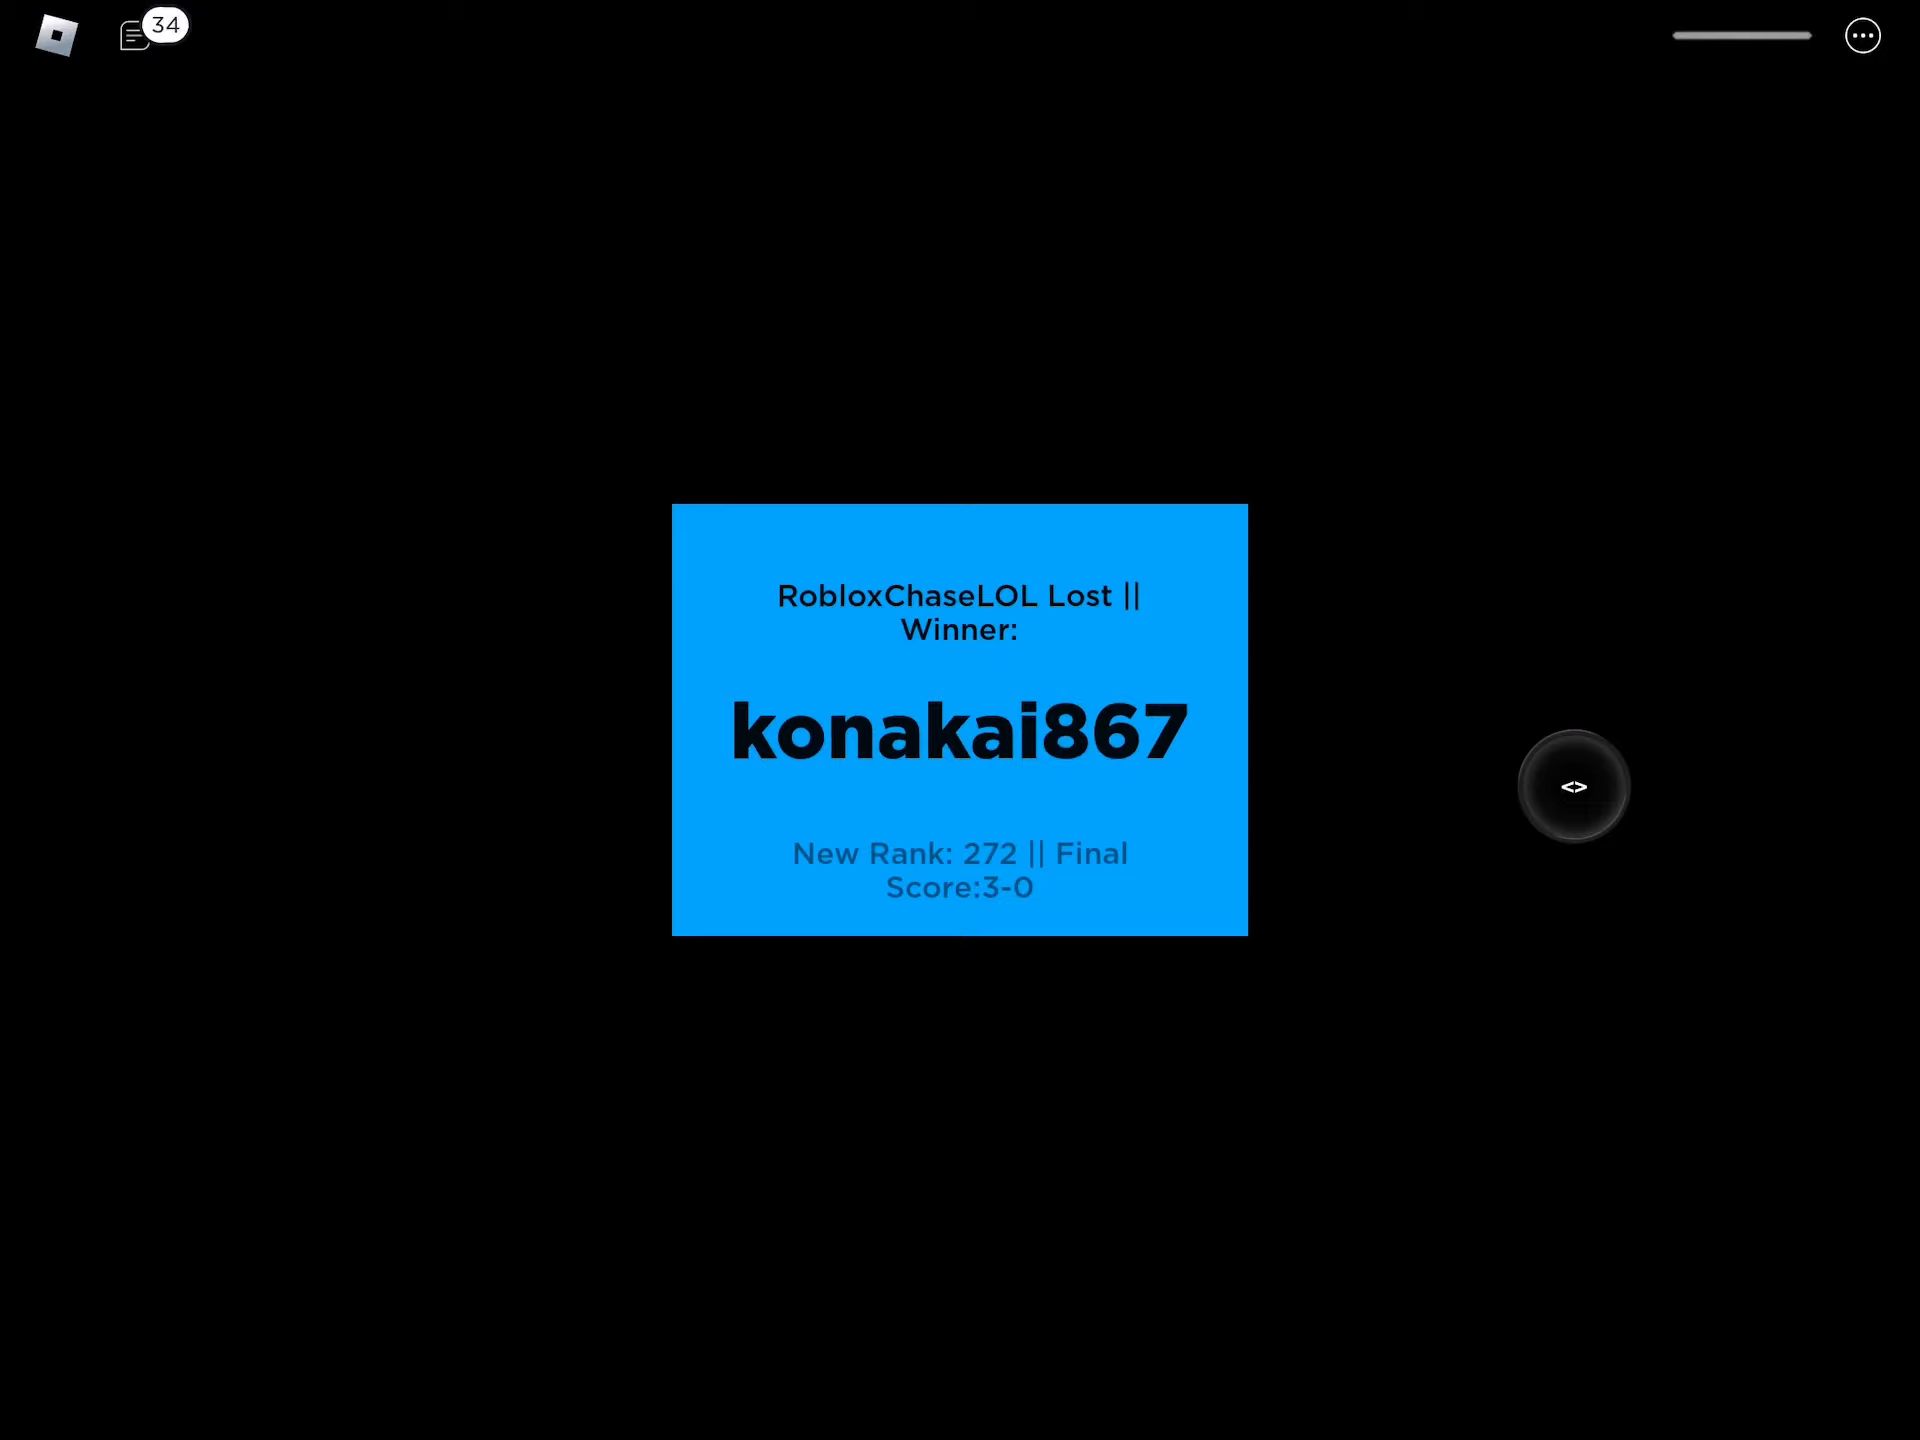 34
RobloxChaseLOL Lost ||
Winner:
konakai867
New Rank: 272 || Final
Score:3-0
<>